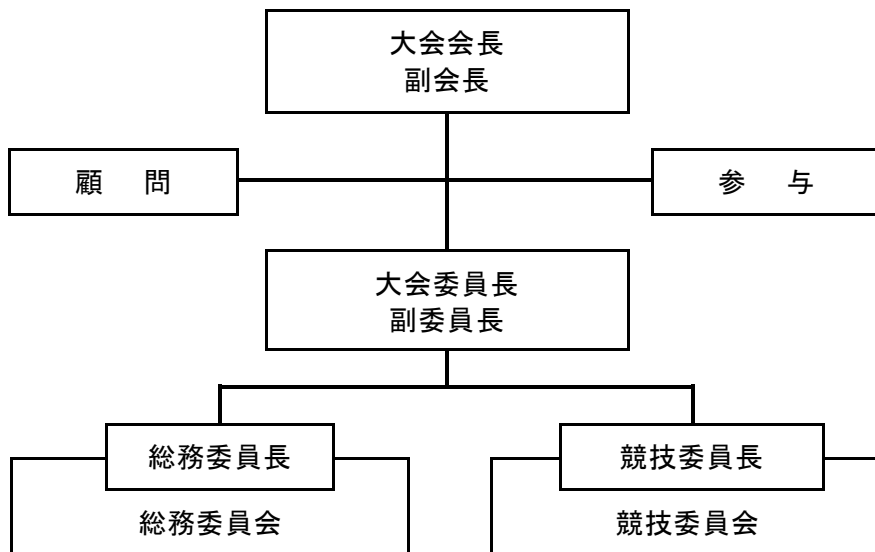 大会会長
副会長
顧　問
参　与
大会委員長
副委員長
総務委員長
競技委員長
総務委員会
競技委員会